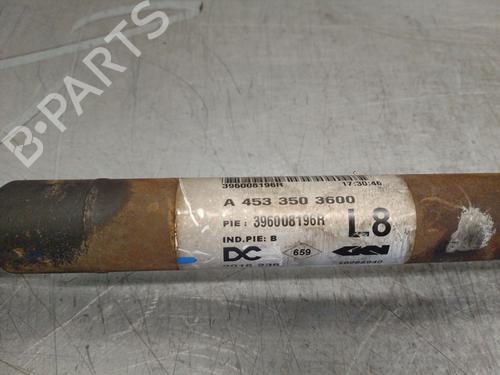 B-PARTS
396008196R 17:30:46
A 453 350 3600
PIE : 396008196R L8
IND.PIE: B
DC 659 GKN